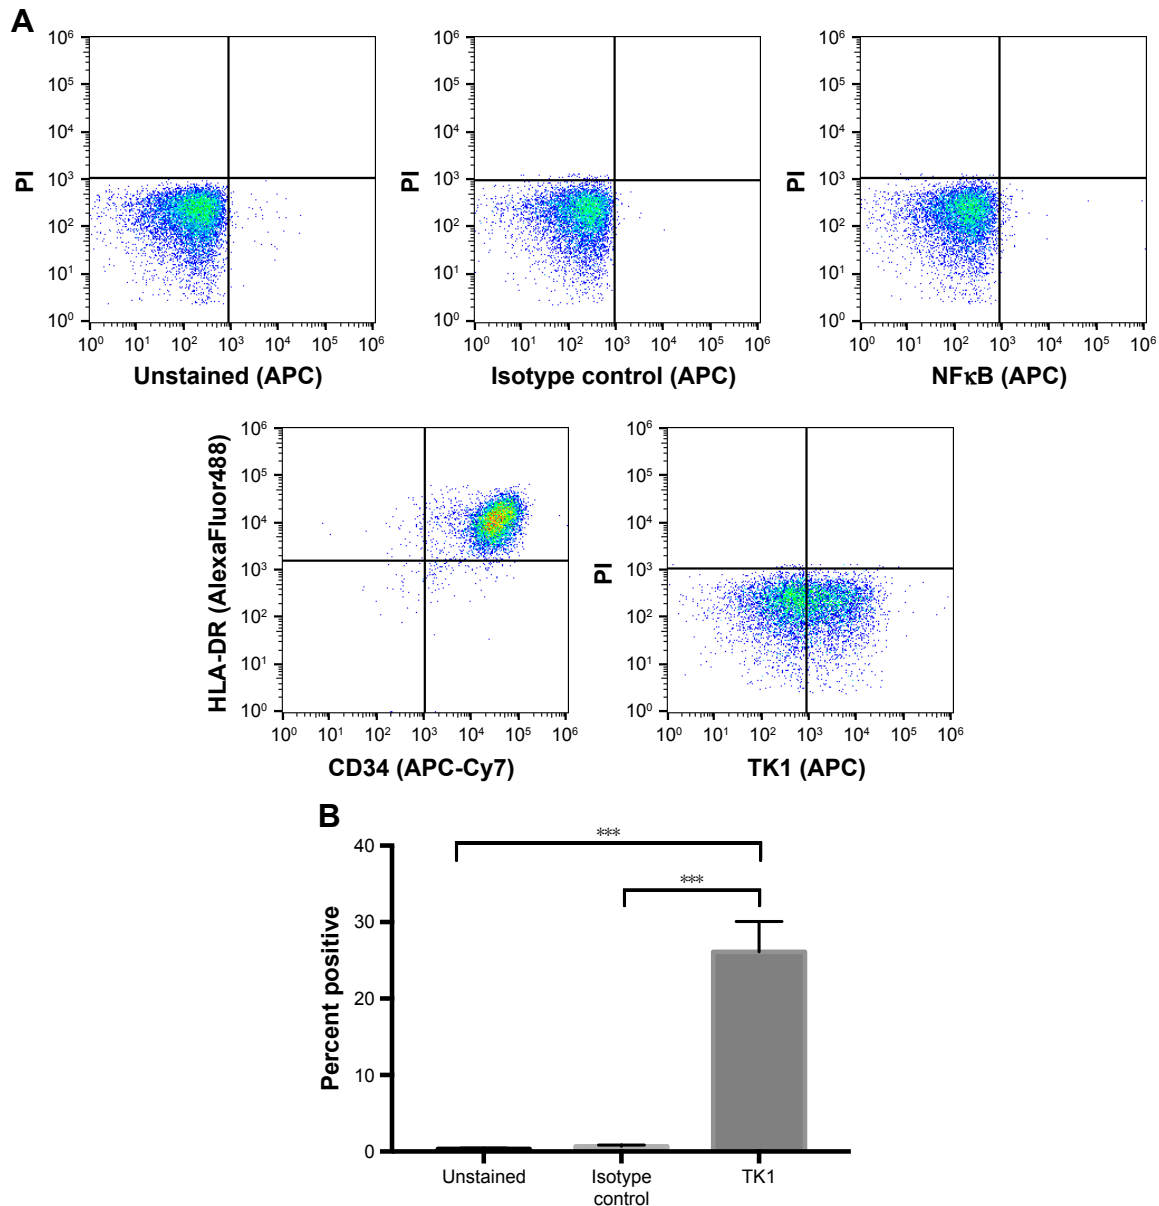 A
PI
10⁶
10⁵
10⁴
10³
10²
10¹
10⁰
10⁰ 10¹ 10² 10³ 10⁴ 10⁵ 10⁶
Unstained (APC)
PI
10⁶
10⁵
10⁴
10³
10²
10¹
10⁰
10⁰ 10¹ 10² 10³ 10⁴ 10⁵ 10⁶
Isotype control (APC)
PI
10⁶
10⁵
10⁴
10³
10²
10¹
10⁰
10⁰ 10¹ 10² 10³ 10⁴ 10⁵ 10⁶
NFκB (APC)
HLA-DR (AlexaFluor488)
10⁶
10⁵
10⁴
10³
10²
10¹
10⁰
10⁰ 10¹ 10² 10³ 10⁴ 10⁵ 10⁶
CD34 (APC-Cy7)
PI
10⁶
10⁵
10⁴
10³
10²
10¹
10⁰
10⁰ 10¹ 10² 10³ 10⁴ 10⁵ 10⁶
TK1 (APC)
B
Percent positive
40
30
20
10
0
***
***
Unstained
Isotype
control
TK1